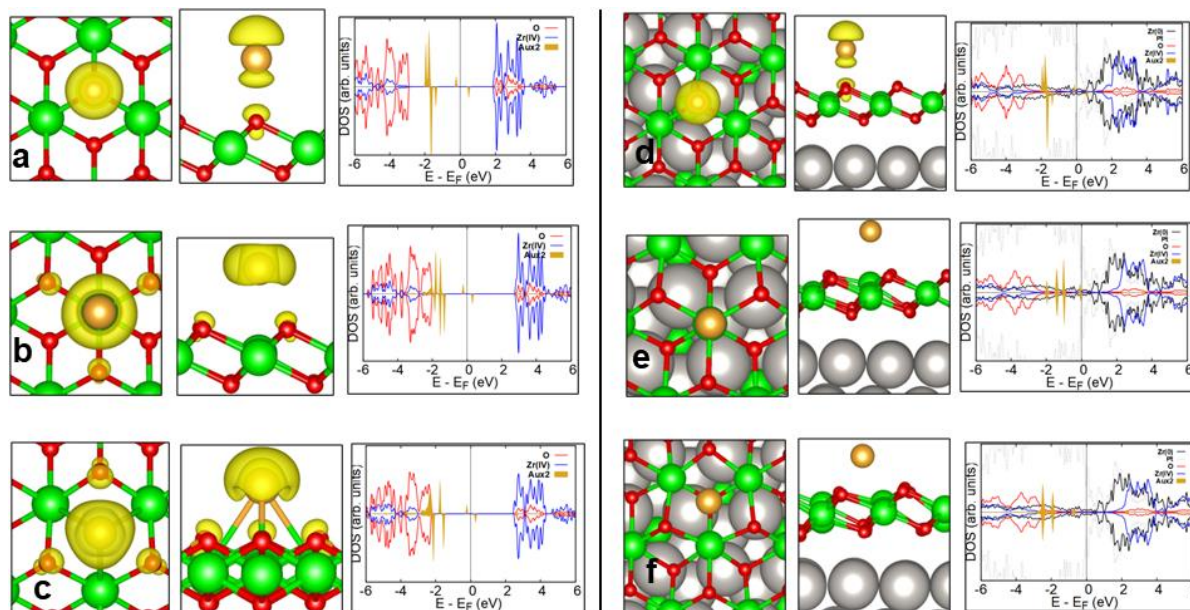 a
DOS (arb. units)
O
Zr(IV)
Aux2
-6 -4 -2 0 2 4 6
E - EF (eV)
d
DOS (arb. units)
Zr(0)
Pt
O
Zr(IV)
Aux2
-6 -4 -2 0 2 4 6
E - EF (eV)
b
DOS (arb. units)
O
Zr(IV)
Aux2
-6 -4 -2 0 2 4 6
E - EF (eV)
e
DOS (arb. units)
Zr(0)
Pt
O
Zr(IV)
Aux2
-6 -4 -2 0 2 4 6
E - EF (eV)
c
DOS (arb. units)
O
Zr(IV)
Aux2
-6 -4 -2 0 2 4 6
E - EF (eV)
f
DOS (arb. units)
Zr(0)
Pt
O
Zr(IV)
Aux2
-6 -4 -2 0 2 4 6
E - EF (eV)